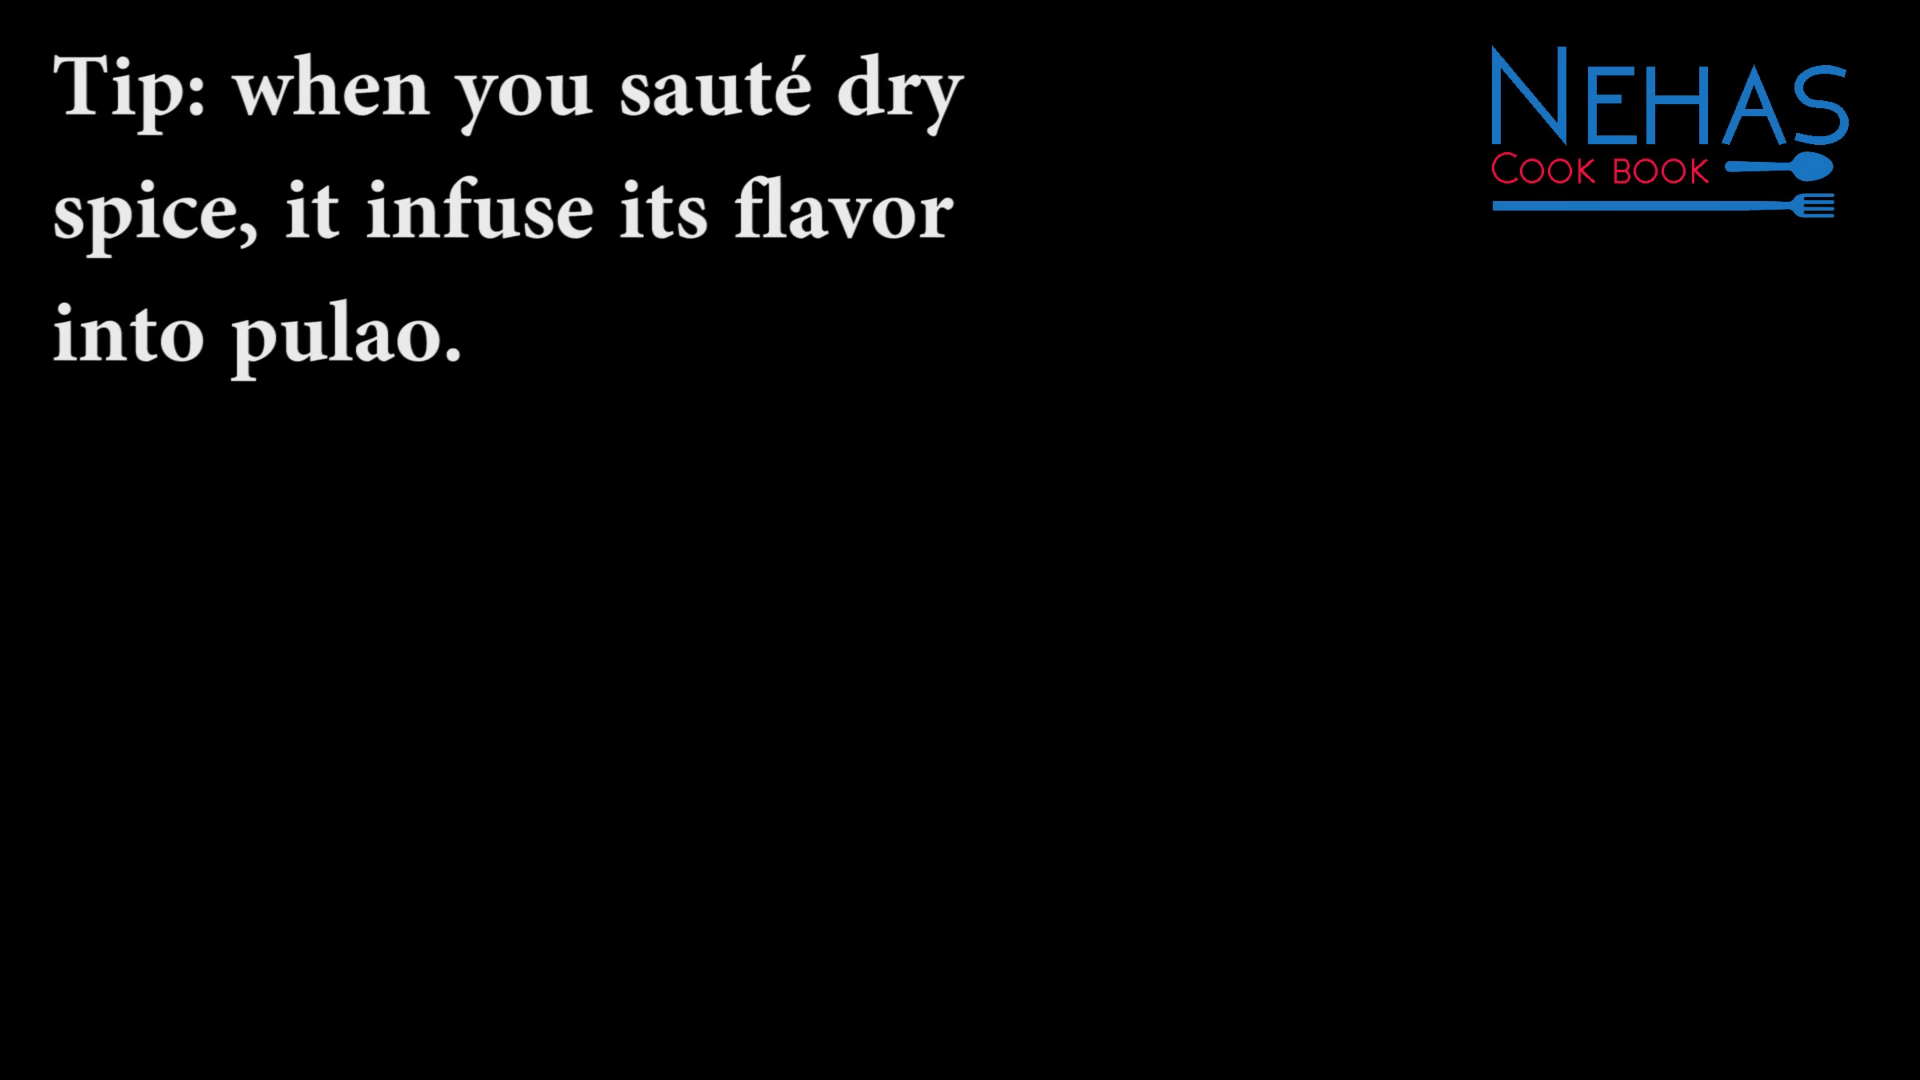 Tip: when you sauté dry
spice, it infuse its flavor
into pulao.
NEHAS
COOK BOOK